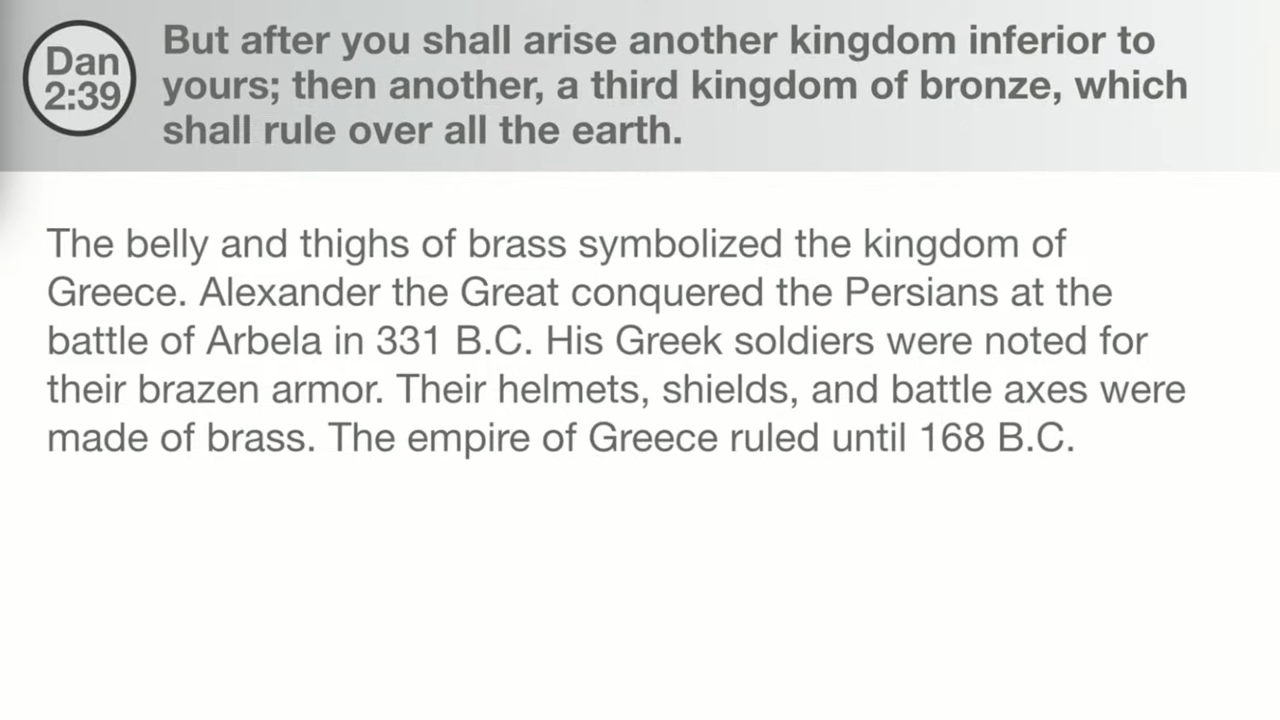 Dan
2:39
But after you shall arise another kingdom inferior to
yours; then another, a third kingdom of bronze, which
shall rule over all the earth.
The belly and thighs of brass symbolized the kingdom of
Greece. Alexander the Great conquered the Persians at the
battle of Arbela in 331 B.C. His Greek soldiers were noted for
their brazen armor. Their helmets, shields, and battle axes were
made of brass. The empire of Greece ruled until 168 B.C.